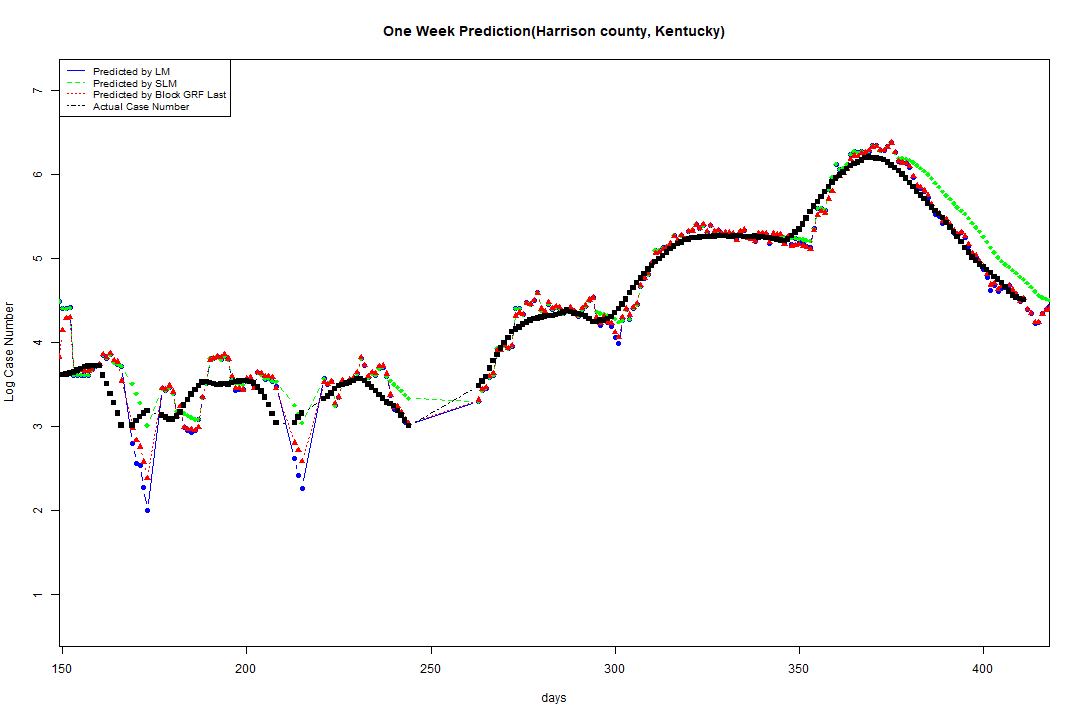 One Week Prediction(Harrison county, Kentucky)
Predicted by LM
Predicted by SLM
Predicted by Block GRF Last
Actual Case Number
7
6
5
4
3
2
1
Log Case Number
150 200 250 300 350 400
days